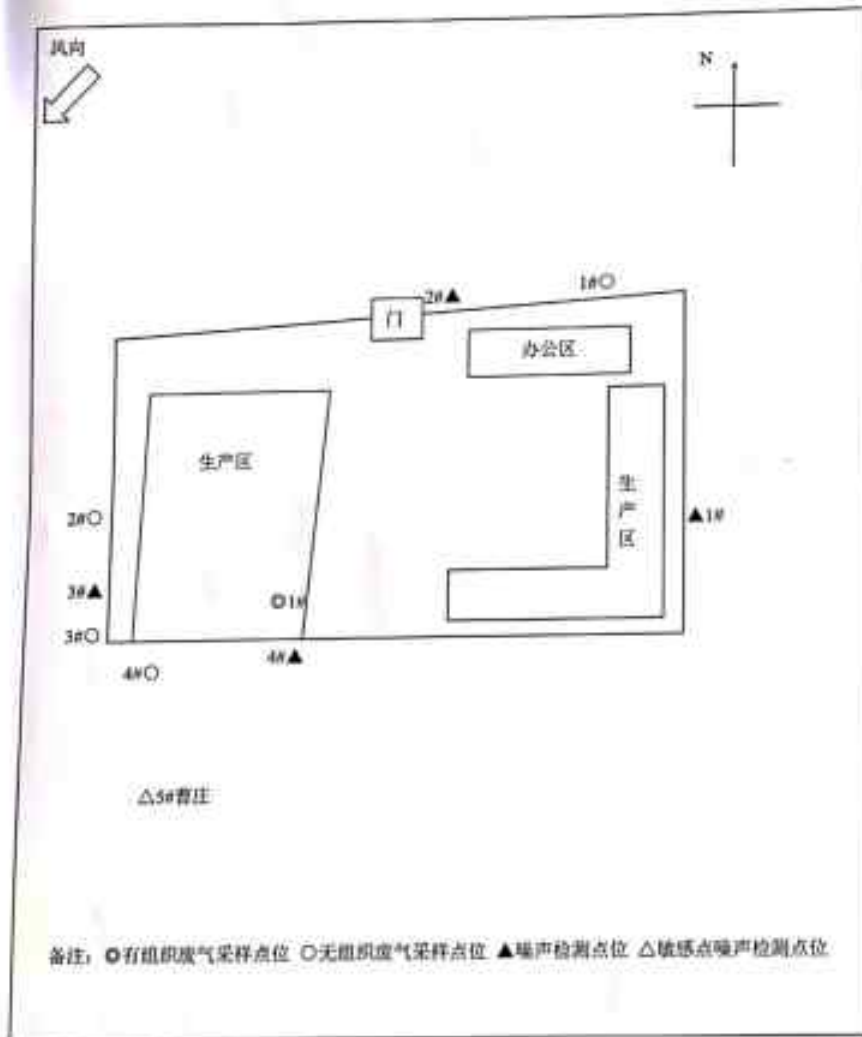 风向
N
1#○
2#▲
门
办公区
生产区
生产区
2#○
▲1#
3#▲
◎1#
3#○
4#○
4#▲
△5#曹庄
备注：◎有组织废气采样点位 ○无组织废气采样点位 ▲噪声检测点位 △敏感点噪声检测点位